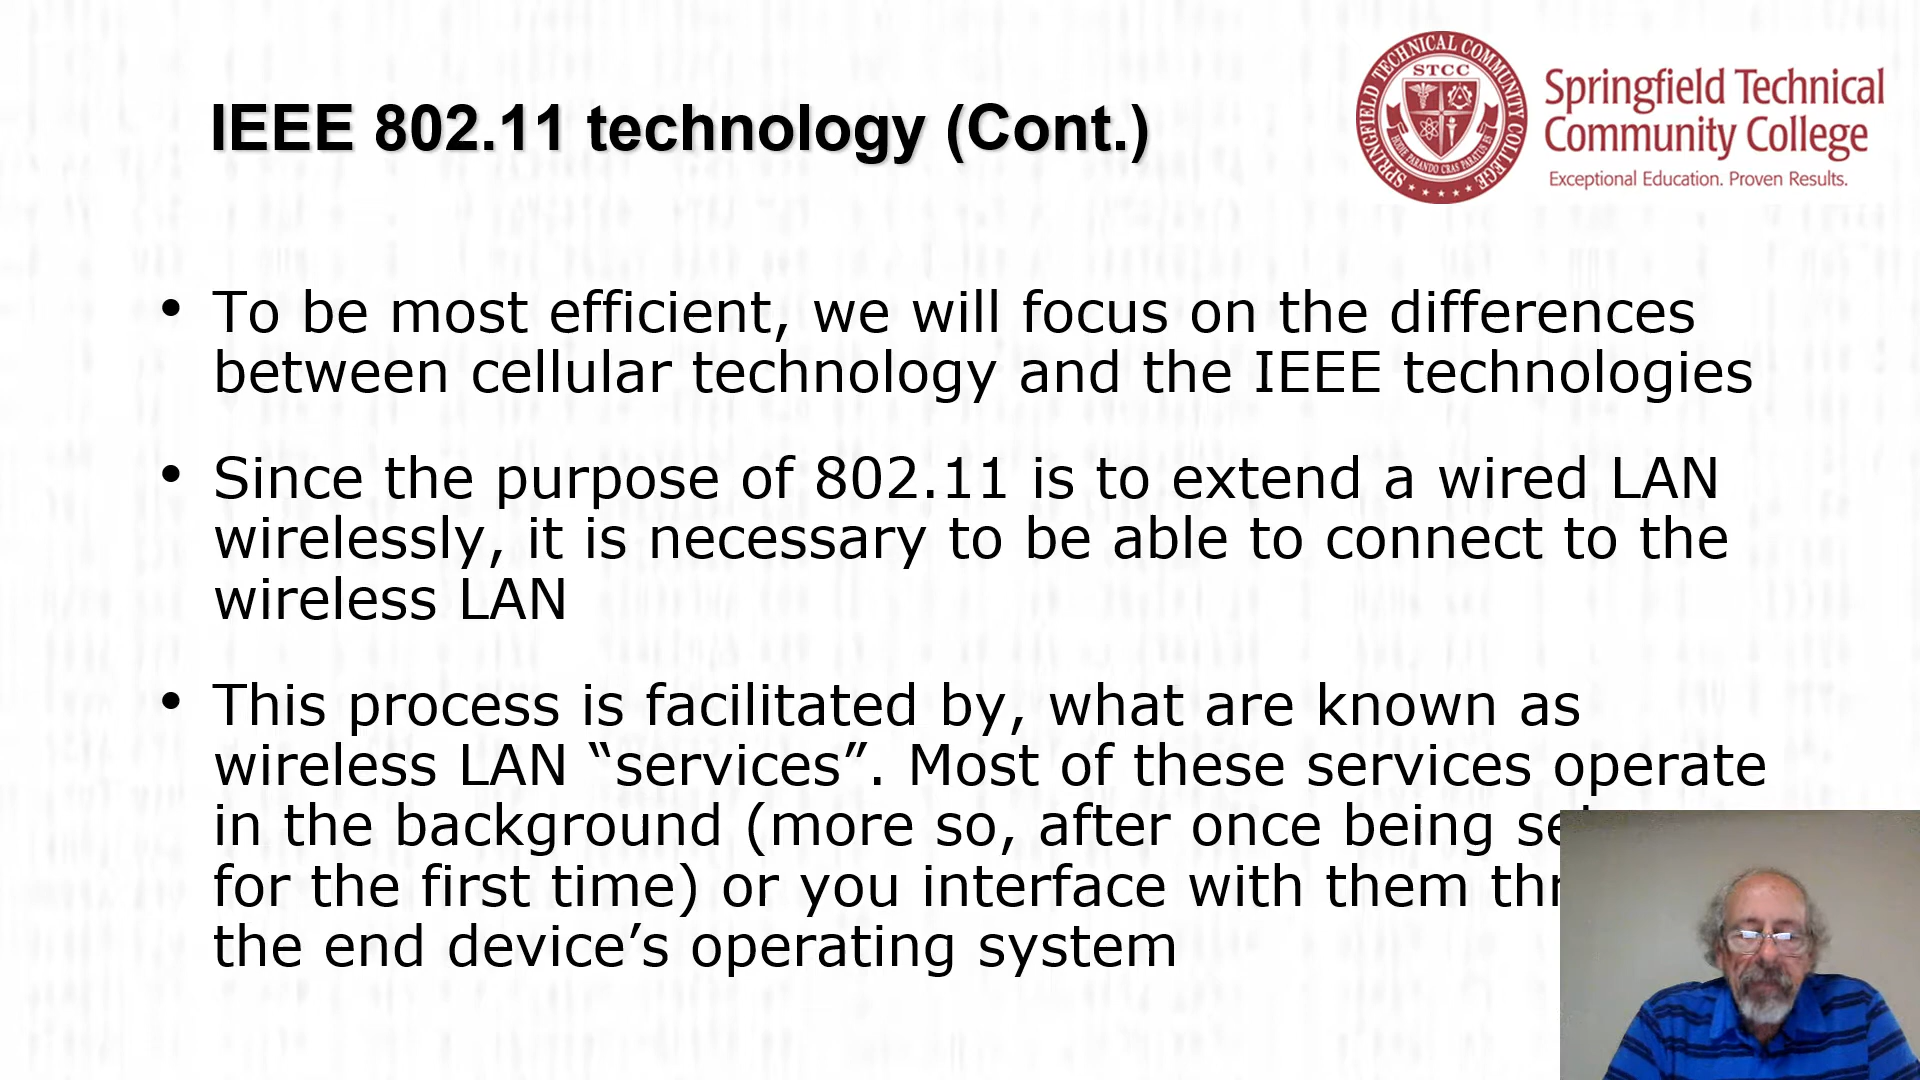 IEEE 802.11 technology (Cont.)
SPRINGFIELD TECHNICAL COMMUNITY COLLEGE
STCC
Springfield Technical
Community College
Exceptional Education. Proven Results.
• To be most efficient, we will focus on the differences
between cellular technology and the IEEE technologies
• Since the purpose of 802.11 is to extend a wired LAN
wirelessly, it is necessary to be able to connect to the
wireless LAN
• This process is facilitated by, what are known as
wireless LAN “services”. Most of these services operate
in the background (more so, after once being
for the first time) or you interface with them
the end device’s operating system